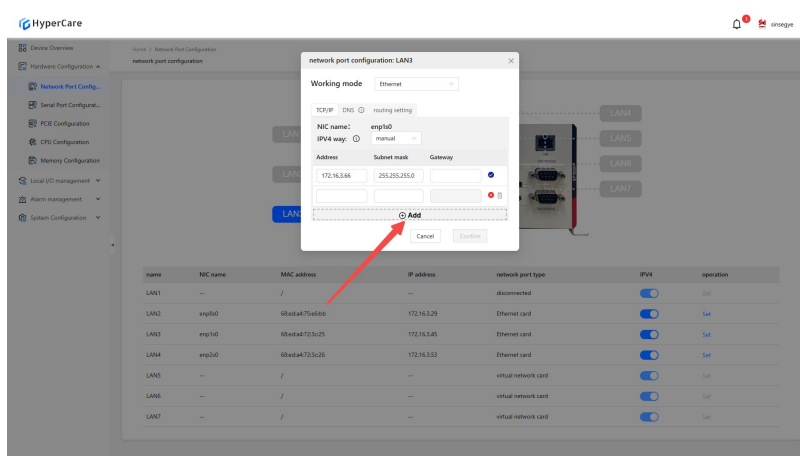 HyperCare
1
sinsegye
Device Overview
Hardware Configuration
Network Port Config...
Serial Port Configurat...
PCIE Configuration
CPU Configuration
Memory Configuration
Local I/O management
Alarm management
System Configuration
Home / Network Port Configuration
network port configuration
network port configuration: LAN3
Working mode Ethernet
TCP/IP DNS routing setting
NIC name: enp1s0
IPV4 way: manual
Address Subnet mask Gateway
172.16.3.66 255.255.255.0
Add
Cancel Confirm
LAN4
LAN5
LAN6
LAN7
name NIC name MAC address IP address network port type IPV4 operation
LAN1 -- / -- disconnected Set
LAN2 enp8s0 68:ed:a4:75:e6:bb 172.16.3.29 Ethernet card Set
LAN3 enp1s0 68:ed:a4:72:3c:25 172.16.3.45 Ethernet card Set
LAN4 enp2s0 68:ed:a4:72:3c:26 172.16.3.53 Ethernet card Set
LAN5 -- / -- virtual network card Set
LAN6 -- / -- virtual network card Set
LAN7 -- / -- virtual network card Set